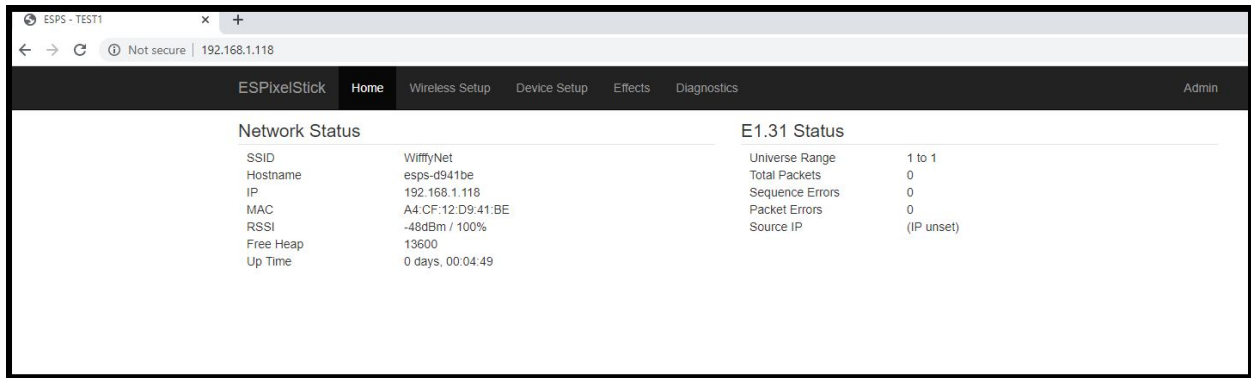 ESPS - TEST1
Not secure | 192.168.1.118
ESPixelStick Home Wireless Setup Device Setup Effects Diagnostics Admin
Network Status
SSID WifffyNet
Hostname esps-d941be
IP 192.168.1.118
MAC A4:CF:12:D9:41:BE
RSSI -48dBm / 100%
Free Heap 13600
Up Time 0 days, 00:04:49
E1.31 Status
Universe Range 1 to 1
Total Packets 0
Sequence Errors 0
Packet Errors 0
Source IP (IP unset)